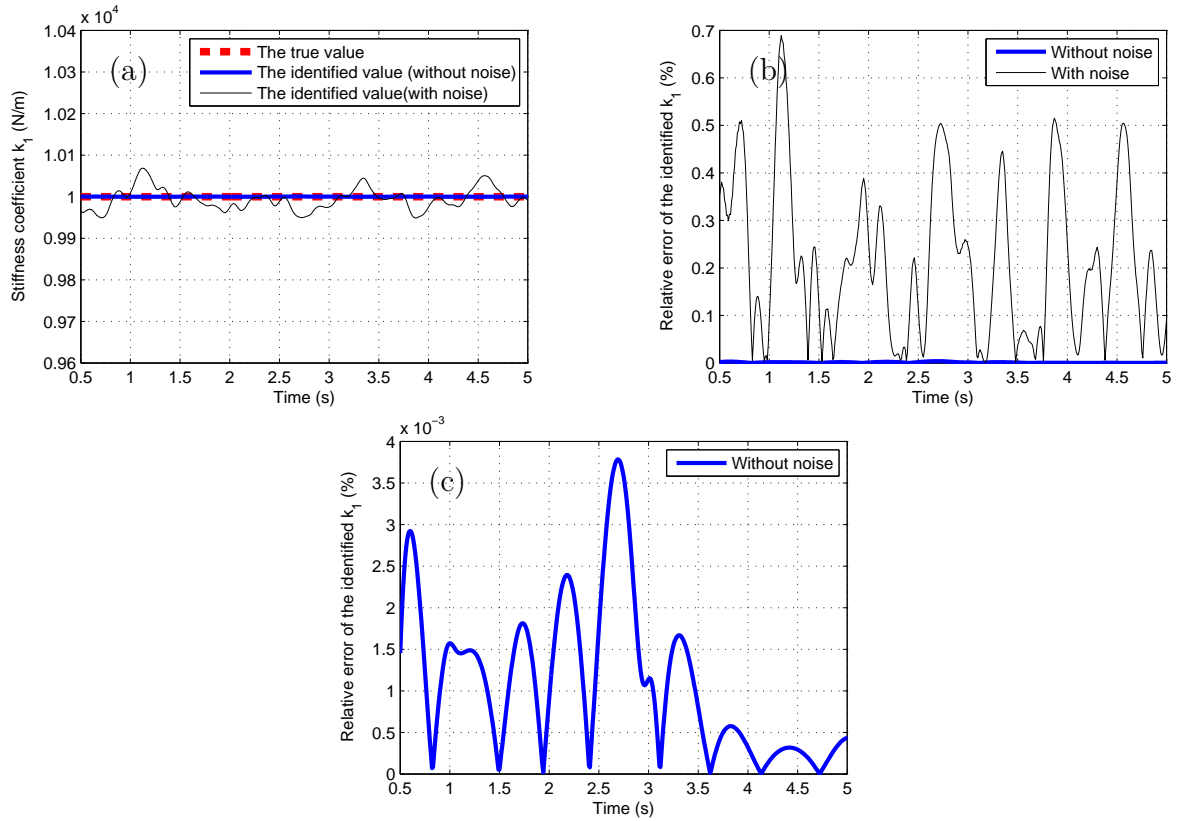 x 10⁴
1.04
1.03
1.02
1.01
1
0.99
0.98
0.97
0.96
Stiffness coefficient k₁ (N/m)
(a)
The true value
The identified value (without noise)
The identified value(with noise)
0.5 1 1.5 2 2.5 3 3.5 4 4.5 5
Time (s)
0.7
0.6
0.5
0.4
0.3
0.2
0.1
0
Relative error of the identified k₁ (%)
(b)
Without noise
With noise
0.5 1 1.5 2 2.5 3 3.5 4 4.5 5
Time (s)
x 10⁻³
4
3.5
3
2.5
2
1.5
1
0.5
0
Relative error of the identified k₁ (%)
(c)
Without noise
0.5 1 1.5 2 2.5 3 3.5 4 4.5 5
Time (s)